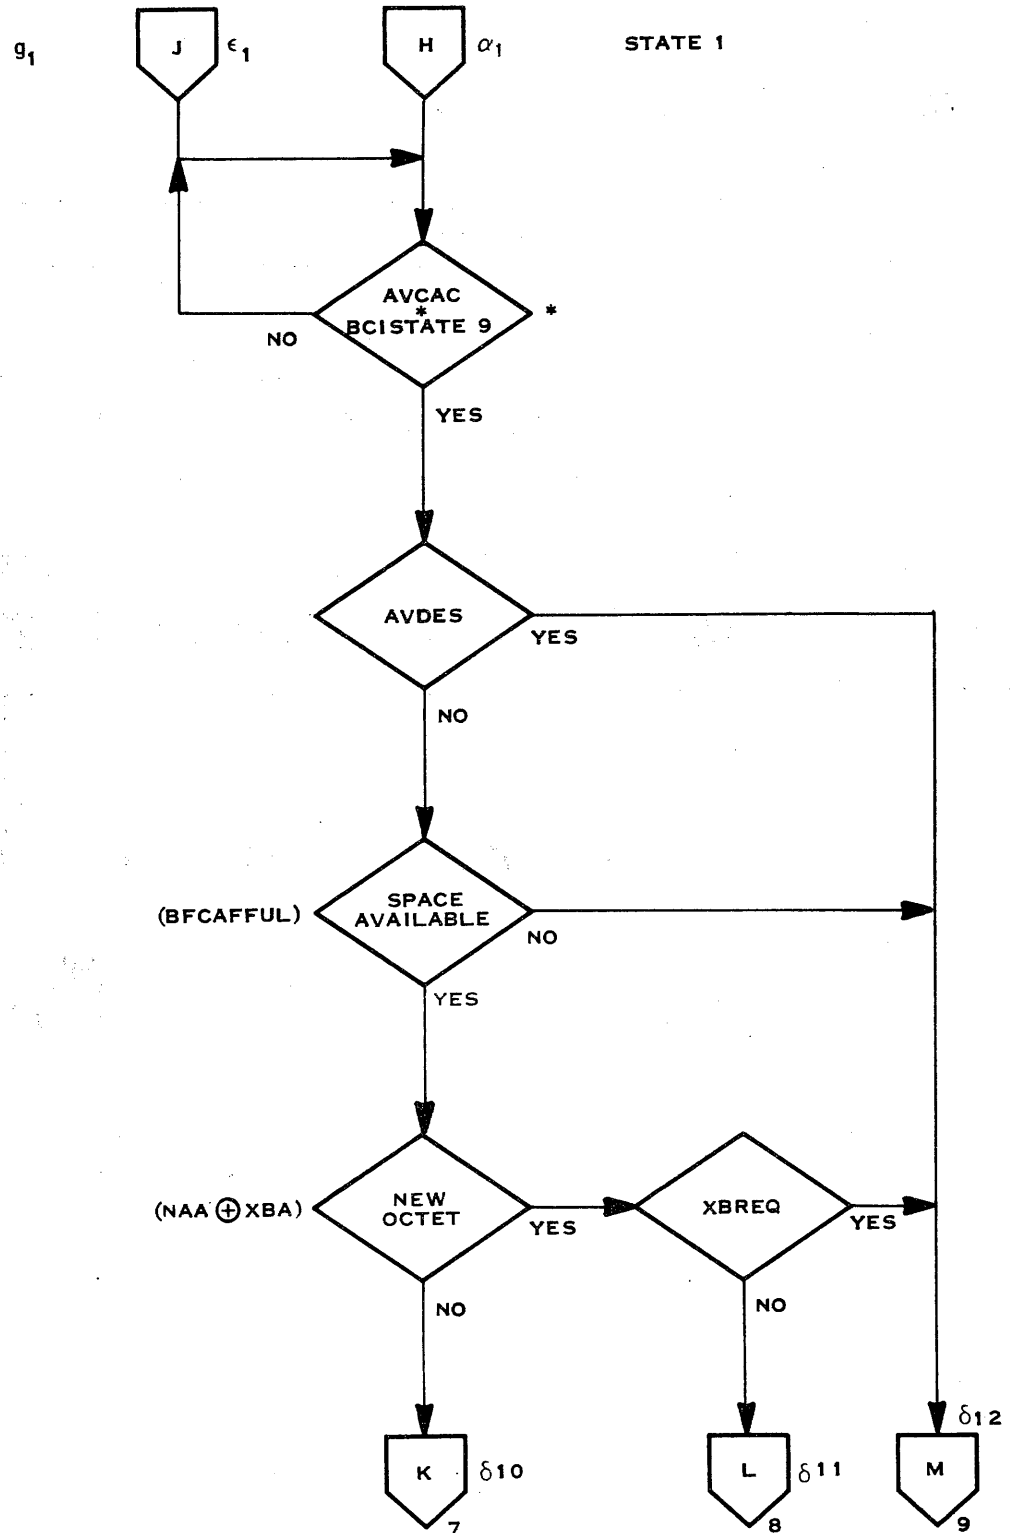 g1 J ϵ1 H α1 STATE 1
AVCAC
*
BCISTATE 9 *
NO
YES
AVDES
YES
NO
(BFCAFFUL) SPACE
AVAILABLE
NO
YES
(NAA ⊕ XBA) NEW
OCTET
YES
XBREQ
YES
NO
NO
δ12
K δ10 L δ11 M
7 8 9